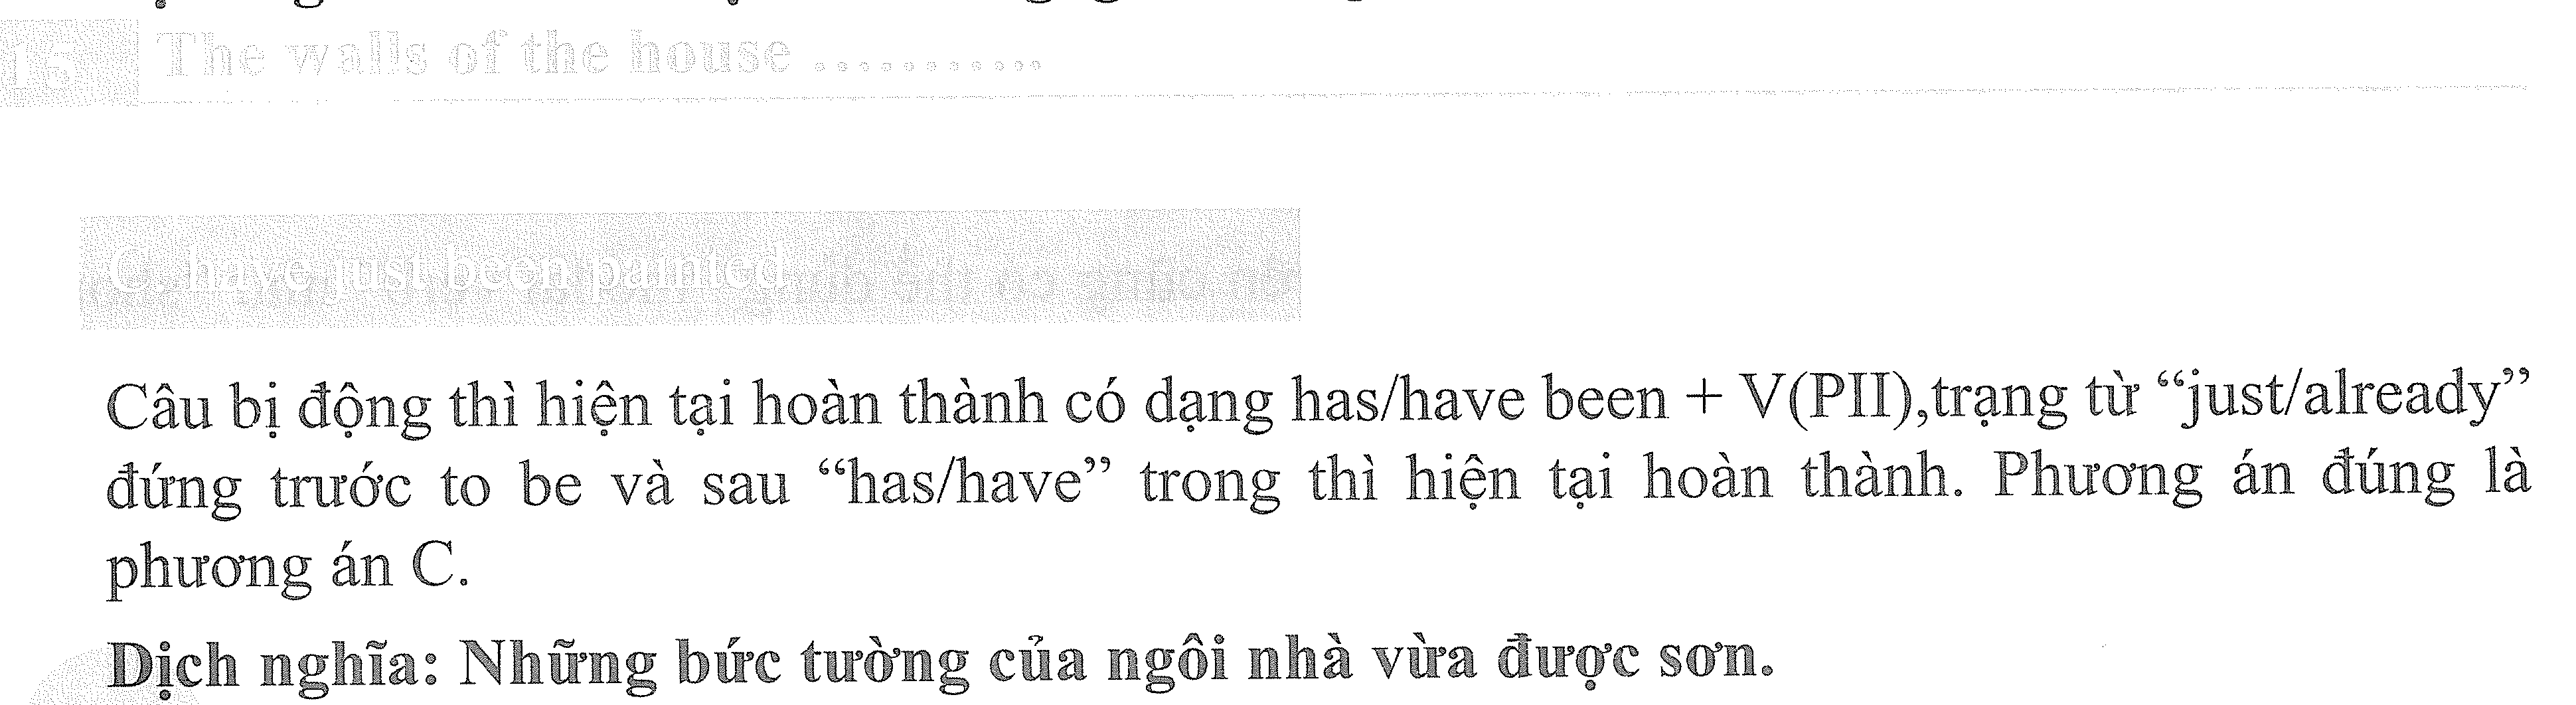 15 The walls of the house ...........
C. have just been painted
Câu bị động thì hiện tại hoàn thành có dạng has/have been + V(PII),trạng từ “just/already”
đứng trước to be và sau “has/have” trong thì hiện tại hoàn thành. Phương án đúng là
phương án C.
Dịch nghĩa: Những bức tường của ngôi nhà vừa được sơn.